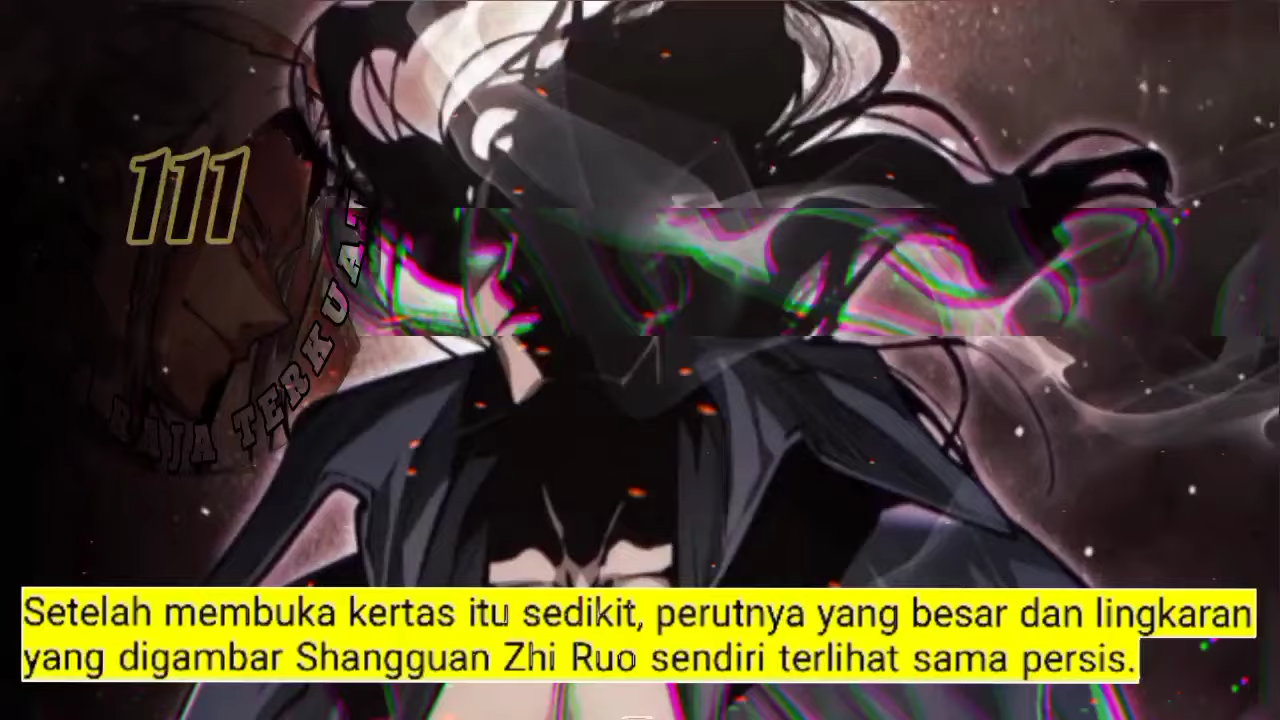 111
RAJA TERKUAT
Setelah membuka kertas itu sedikit, perutnya yang besar dan lingkaran
yang digambar Shangguan Zhi Ruo sendiri terlihat sama persis.